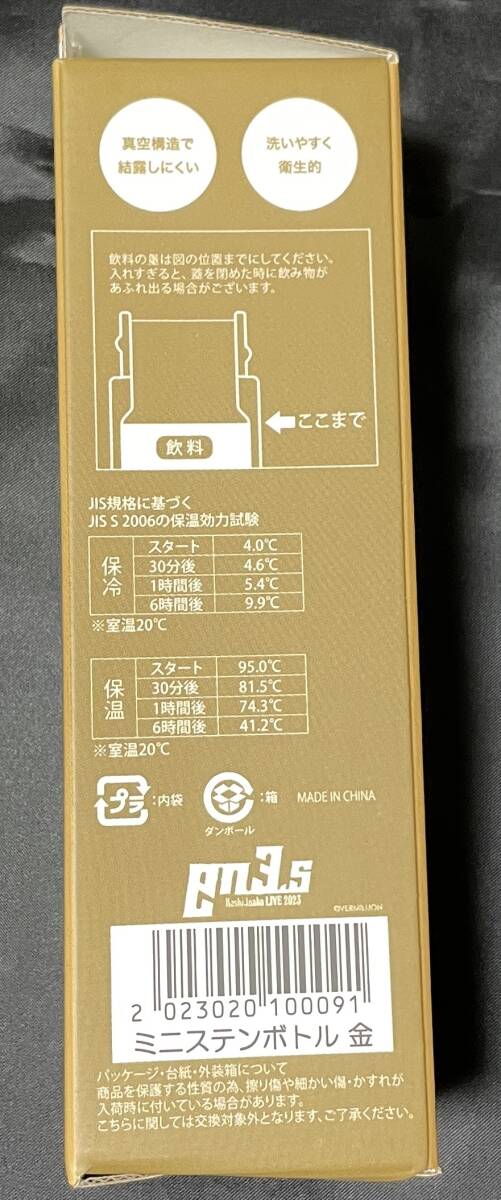 真空構造で
結露しにくい
洗いやすく
衛生的
飲料の量は図の位置までにしてください。
入れすぎると、蓋を閉めた時に飲み物が
あふれ出る場合がございます。
ここまで
飲料
JIS規格に基づく
JIS S 2006の保温効力試験
保冷
スタート 4.0℃
30分後 4.6℃
1時間後 5.4℃
6時間後 9.9℃
※室温20℃
保温
スタート 95.0℃
30分後 81.5℃
1時間後 74.3℃
6時間後 41.2℃
※室温20℃
プラ :内袋 :箱 MADE IN CHINA
ダンボール
en3.s
LIVE 2023
©VERMILLION
2 023020 100091
ミニステンボトル 金
パッケージ・台紙・外装箱について
商品を保護する性質の為、擦り傷や細かい傷・かすれが
入荷時に付いている場合があります。
こちらに関しては交換対象外となります、ご了承ください。